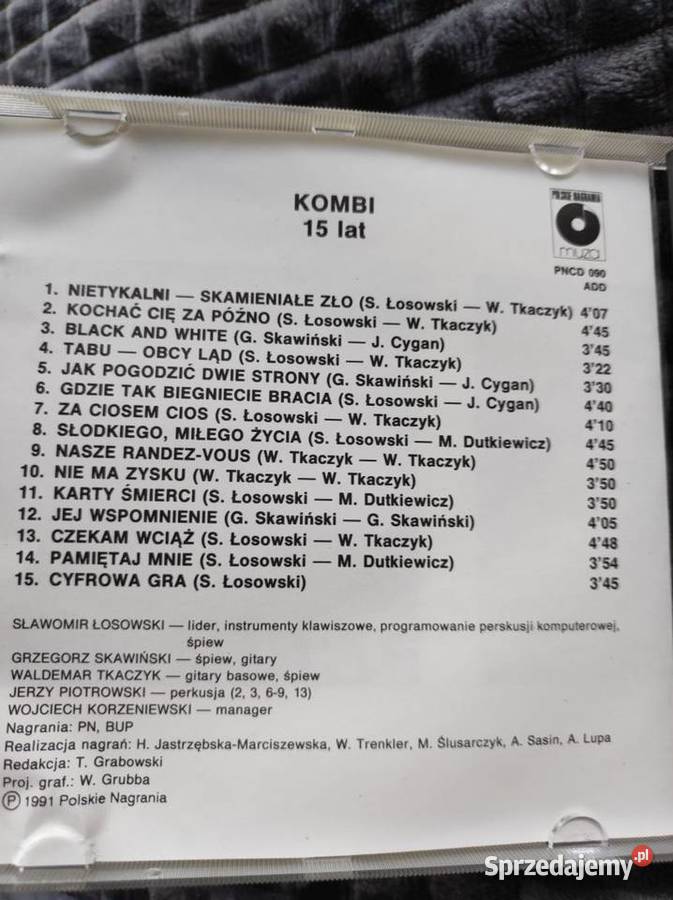 KOMBI
15 lat
POLSKIE NAGRANIA
muza
PNCD 090
ADD
1. NIETYKALNI — SKAMIENIAŁE ZŁO (S. Łosowski — W. Tkaczyk) 4'07
2. KOCHAĆ CIĘ ZA PÓŹNO (S. Łosowski — W. Tkaczyk) 4'45
3. BLACK AND WHITE (G. Skawiński — J. Cygan) 3'45
4. TABU — OBCY LĄD (S. Łosowski — W. Tkaczyk) 3'22
5. JAK POGODZIĆ DWIE STRONY (G. Skawiński — J. Cygan) 3'30
6. GDZIE TAK BIEGNIECIE BRACIA (S. Łosowski — J. Cygan) 4'40
7. ZA CIOSEM CIOS (S. Łosowski — W. Tkaczyk) 4'10
8. SŁODKIEGO, MIŁEGO ŻYCIA (S. Łosowski — M. Dutkiewicz) 4'45
9. NASZE RANDEZ-VOUS (W. Tkaczyk — W. Tkaczyk) 4'50
10. NIE MA ZYSKU (W. Tkaczyk — W. Tkaczyk) 3'50
11. KARTY ŚMIERCI (S. Łosowski — M. Dutkiewicz) 3'50
12. JEJ WSPOMNIENIE (G. Skawiński — G. Skawiński) 4'05
13. CZEKAM WCIĄŻ (S. Łosowski — W. Tkaczyk) 4'48
14. PAMIĘTAJ MNIE (S. Łosowski — M. Dutkiewicz) 3'54
15. CYFROWA GRA (S. Łosowski) 3'45
SŁAWOMIR ŁOSOWSKI — lider, instrumenty klawiszowe, programowanie perskusji komputerowej,
śpiew
GRZEGORZ SKAWIŃSKI — śpiew, gitary
WALDEMAR TKACZYK — gitary basowe, śpiew
JERZY PIOTROWSKI — perkusja (2, 3, 6-9, 13)
WOJCIECH KORZENIEWSKI — manager
Nagrania: PN, BUP
Realizacja nagrań: H. Jastrzębska-Marciszewska, W. Trenkler, M. Ślusarczyk, A. Sasin, A. Lupa
Redakcja: T. Grabowski
Proj. graf.: W. Grubba
Ⓟ 1991 Polskie Nagrania
Sprzedajemy.pl